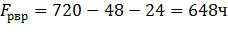 Fрвр = 720 − 48 − 24 = 648ч